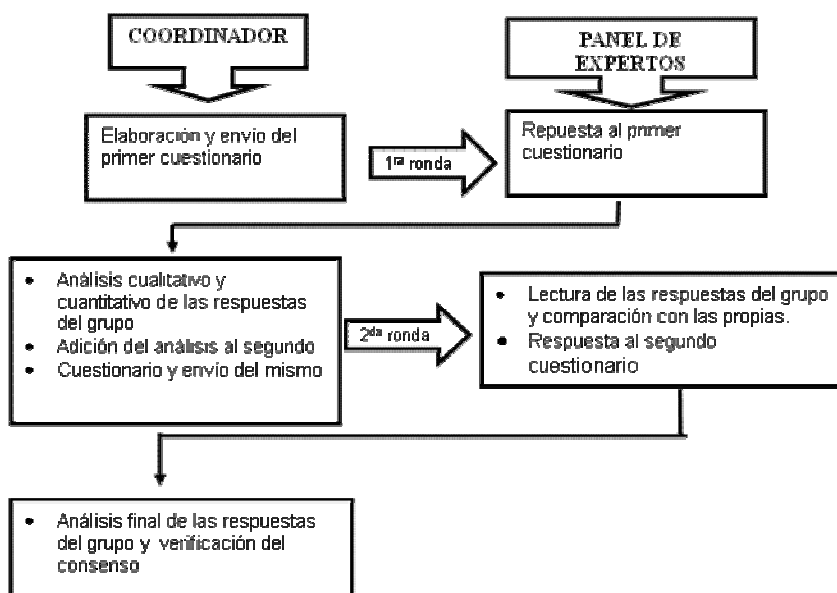 COORDINADOR
PANEL DE
EXPERTOS
Elaboración y envío del
primer cuestionario
1ra ronda
Repuesta al primer
cuestionario
• Análisis cualitativo y
cuantitativo de las respuestas
del grupo
• Adición del análisis al segundo
• Cuestionario y envío del mismo
2da ronda
• Lectura de las respuestas del grupo
y comparación con las propias.
• Respuesta al segundo
cuestionario
• Análisis final de las respuestas
del grupo y verificación del
consenso